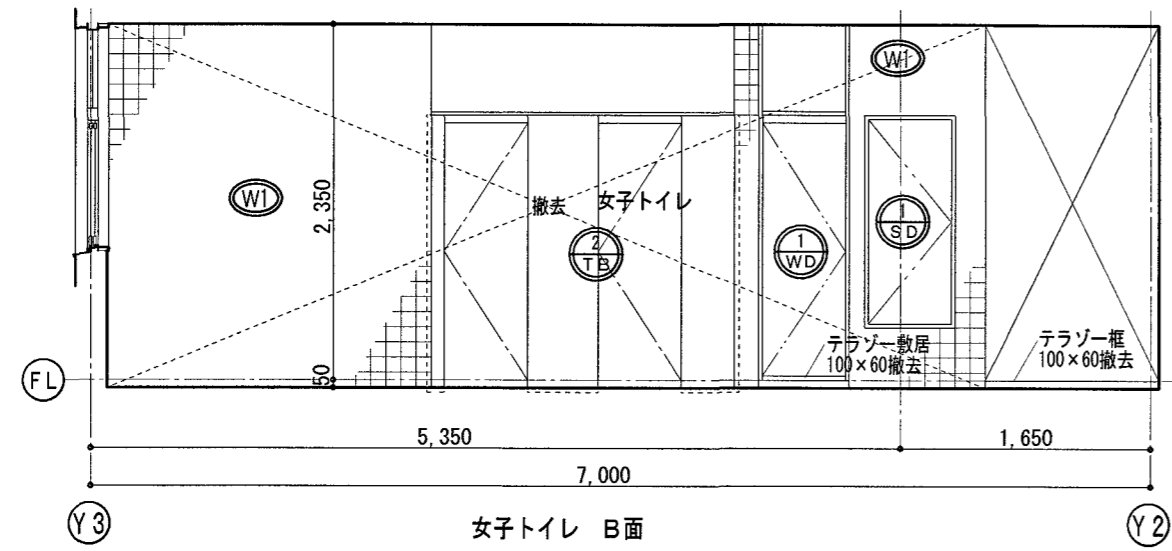 W1
W1
2,350
撤去
女子トイレ
2
TB
1
WD
1
SD
テラゾー敷居
100×60撤去
テラゾー框
100×60撤去
FL
50
5,350
1,650
7,000
Y3
女子トイレ B面
Y2